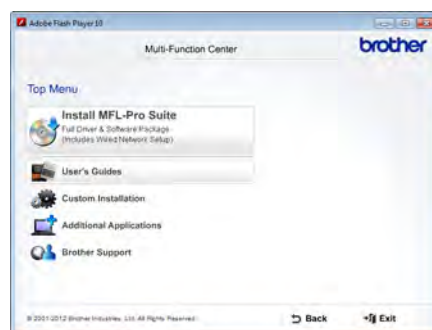 Adobe Flash Player 10
Multi-Function Center
brother
Top Menu
Install MFL-Pro Suite
Full Driver & Software Package
(Includes Wired Network Setup)
User's Guides
Custom Installation
Additional Applications
Brother Support
© 2001-2012 Brother Industries, Ltd. All Rights Reserved.
Back
Exit